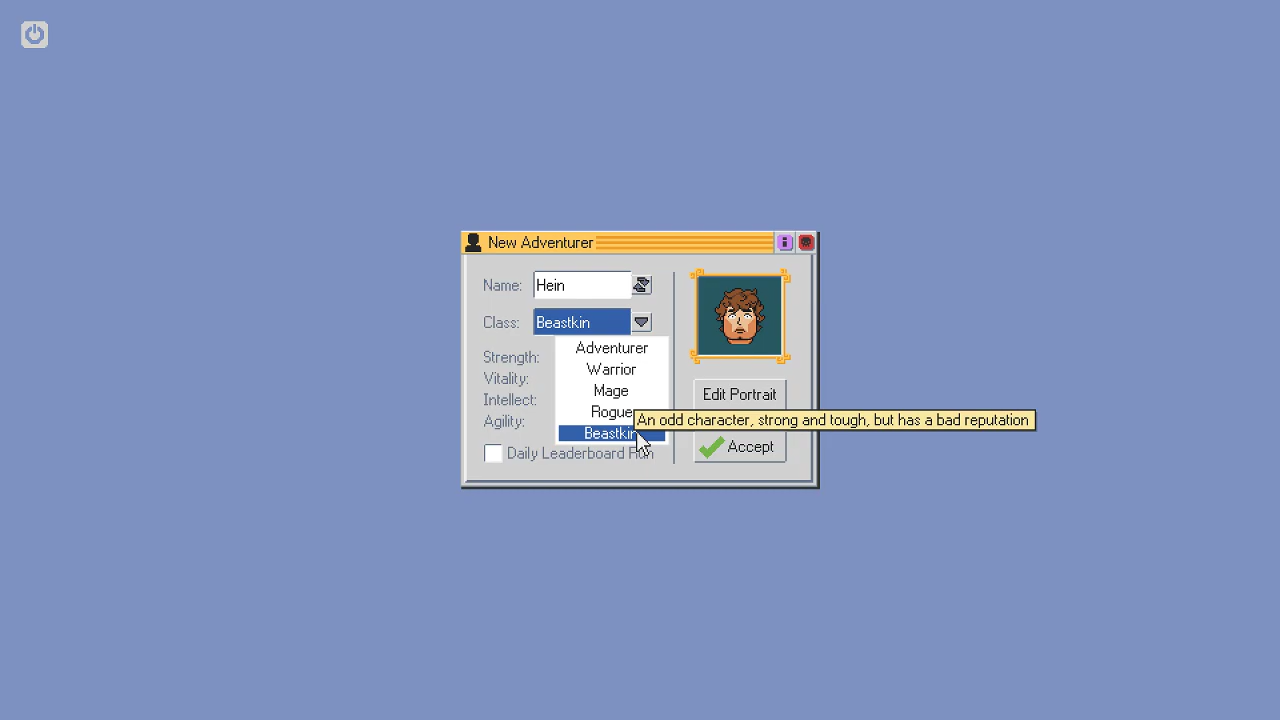 New Adventurer
Name: Hein
Class: Beastkin
Adventurer
Strength:
Warrior
Vitality:
Mage
Intellect:
Edit Portrait
Rogue
Agility:
An odd character, strong and tough, but has a bad reputation
Beastkin
Accept
Daily Leaderboard Run